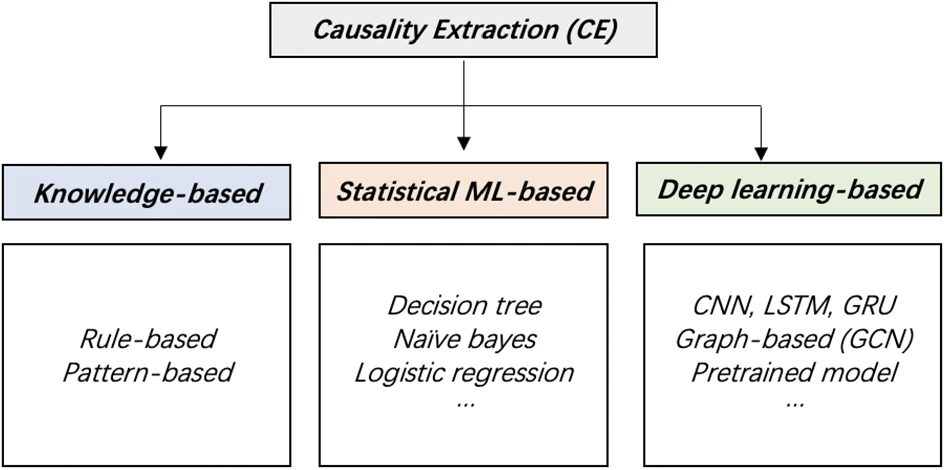 Causality Extraction (CE)
Knowledge-based
Statistical ML-based
Deep learning-based
Rule-based
Pattern-based
Decision tree
Naïve bayes
Logistic regression
...
CNN, LSTM, GRU
Graph-based (GCN)
Pretrained model
...